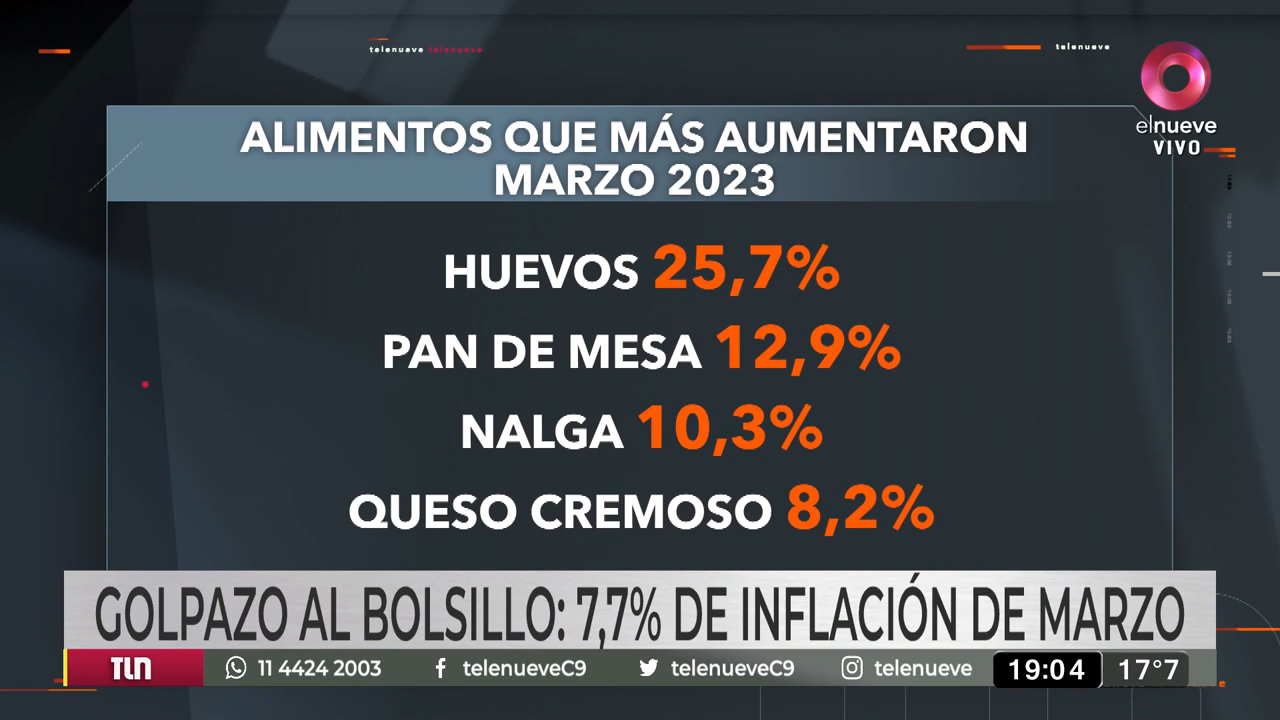 telenueve telenueve
telenueve
elnueve
VIVO
ALIMENTOS QUE MÁS AUMENTARON
MARZO 2023
HUEVOS 25,7%
PAN DE MESA 12,9%
NALGA 10,3%
QUESO CREMOSO 8,2%
GOLPAZO AL BOLSILLO: 7,7% DE INFLACIÓN DE MARZO
TLN 11 4424 2003 telenueveC9 telenueveC9 telenueve 19:04 17°7